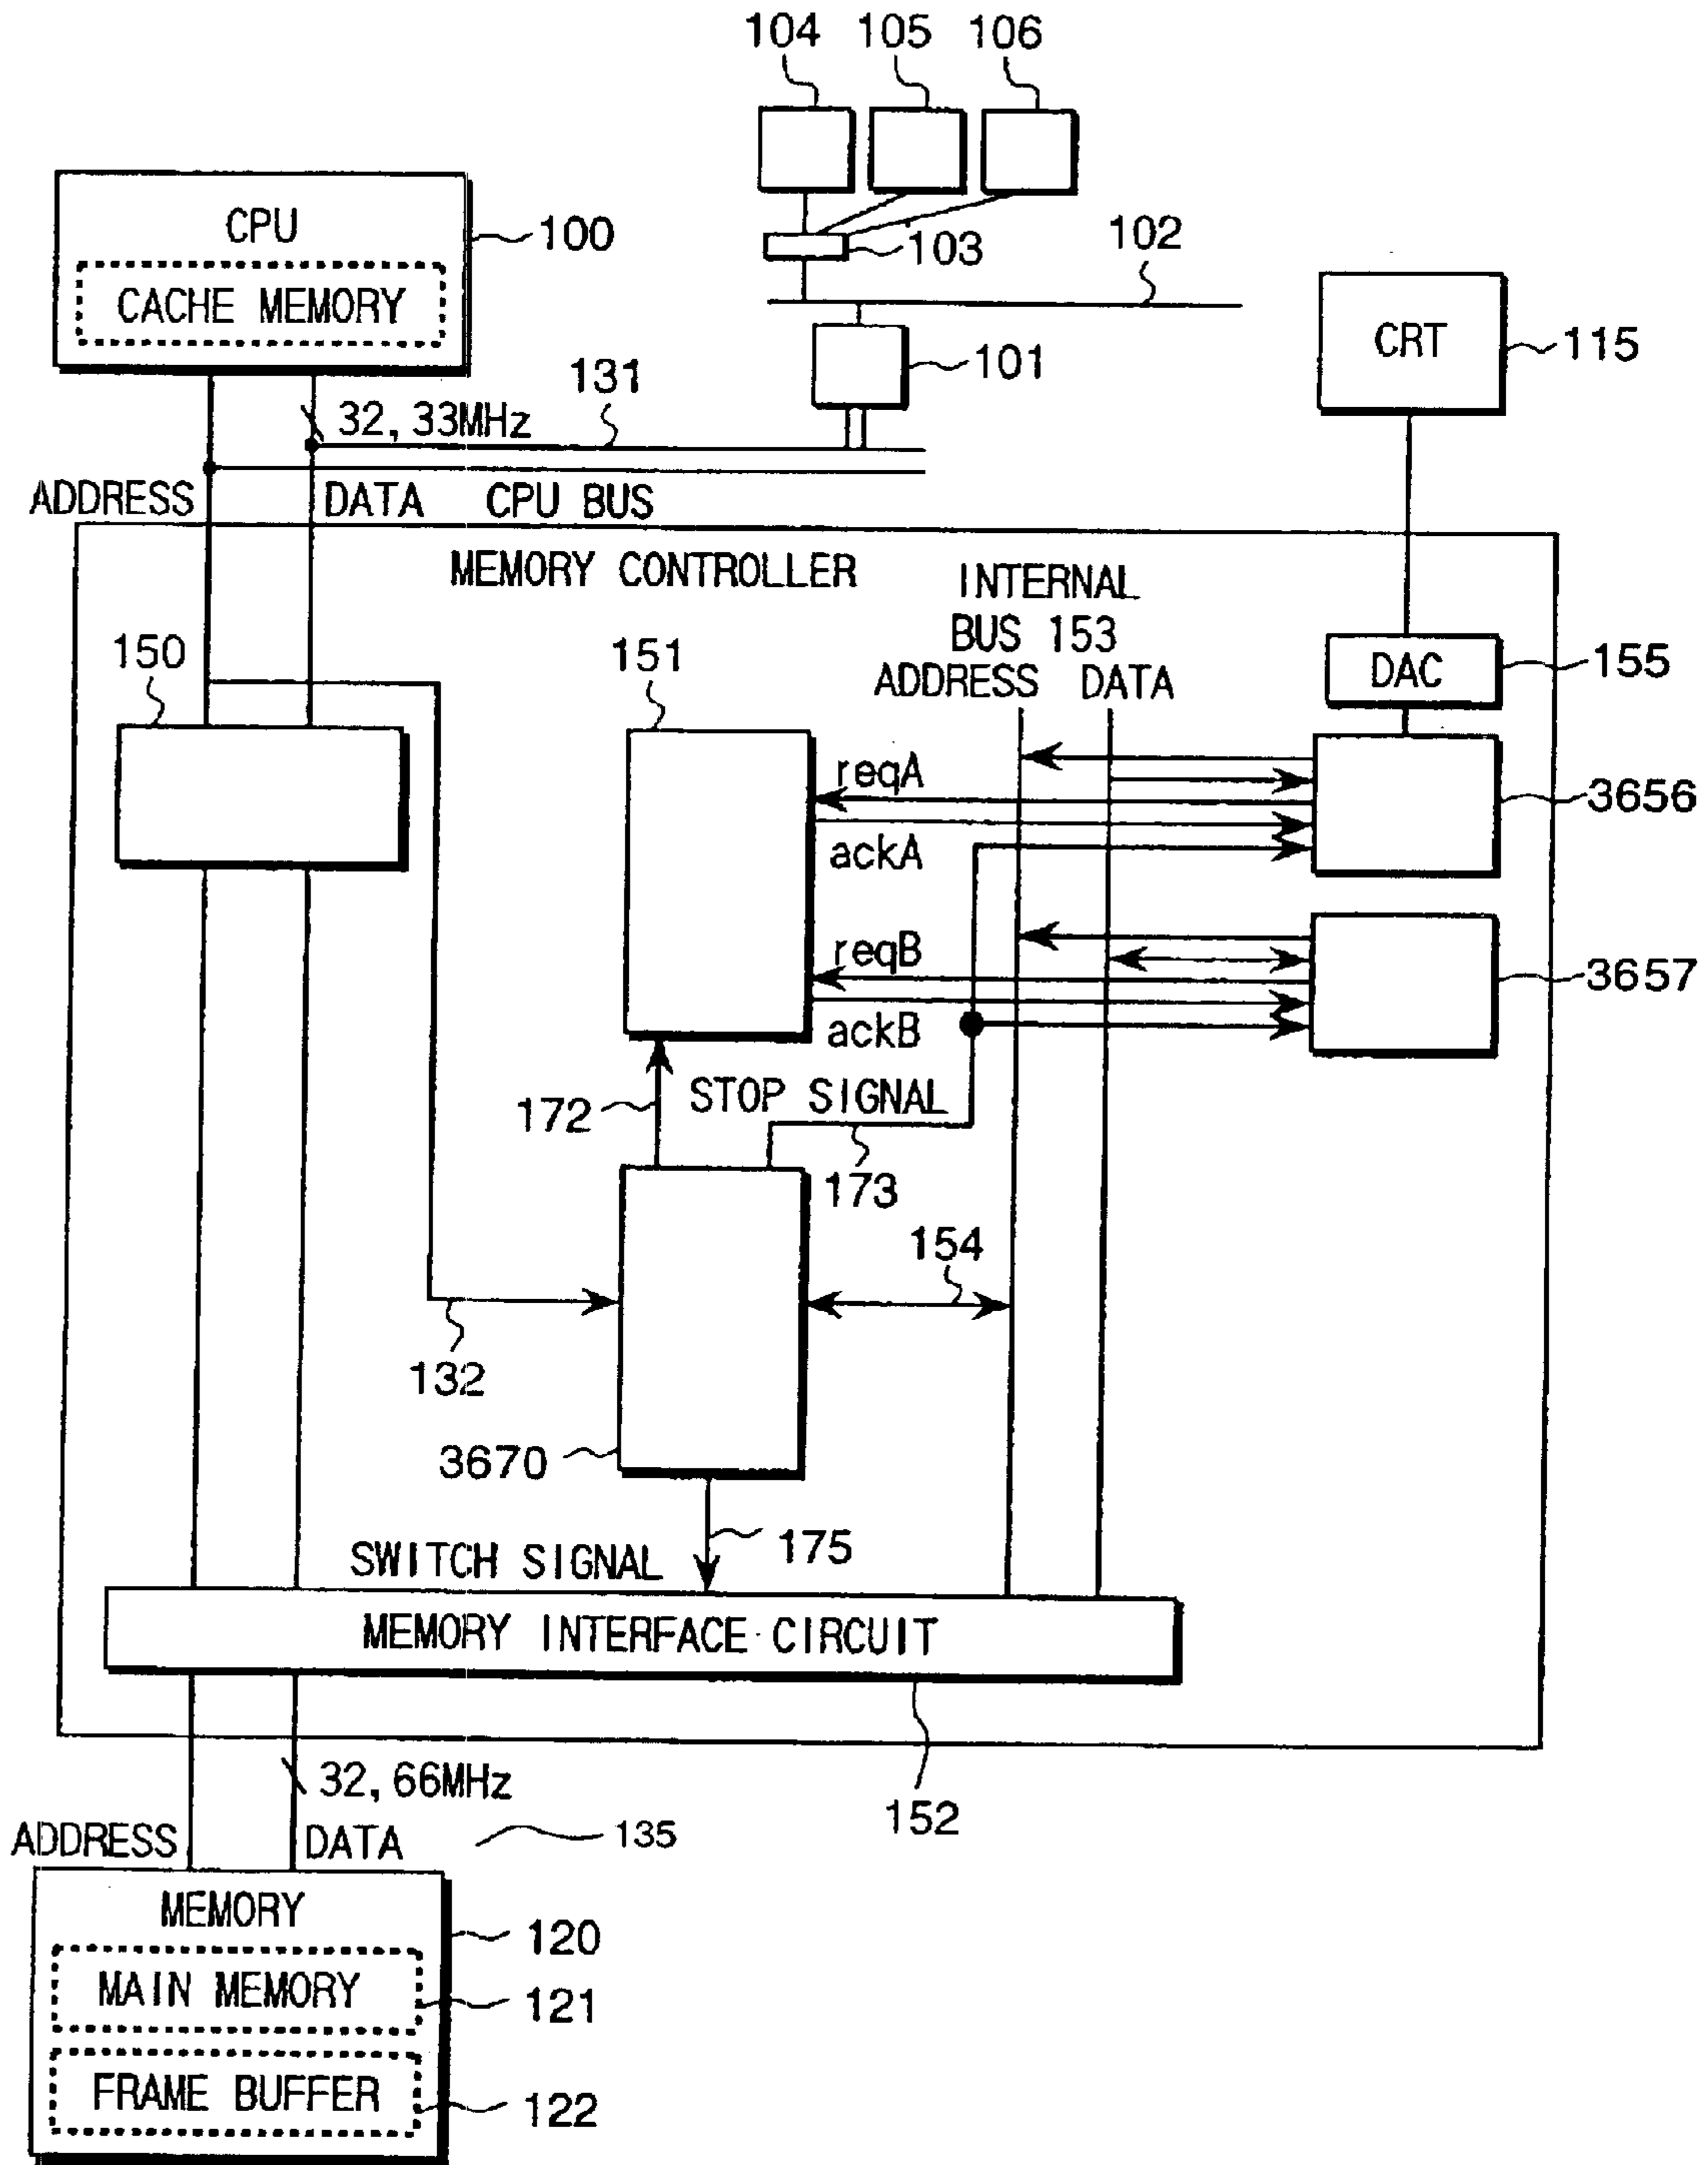 104 105 106
CPU
100
CACHE MEMORY
103
102
CRT
115
101
131
32, 33MHz
ADDRESS DATA CPU BUS
MEMORY CONTROLLER
INTERNAL
BUS 153
ADDRESS DATA
150
151
DAC
155
reqA
3656
ackA
reqB
3657
ackB
172
STOP SIGNAL
173
154
132
3670
175
SWITCH SIGNAL
MEMORY INTERFACE CIRCUIT
32, 66MHz
152
ADDRESS DATA
135
MEMORY
120
MAIN MEMORY
121
FRAME BUFFER
122